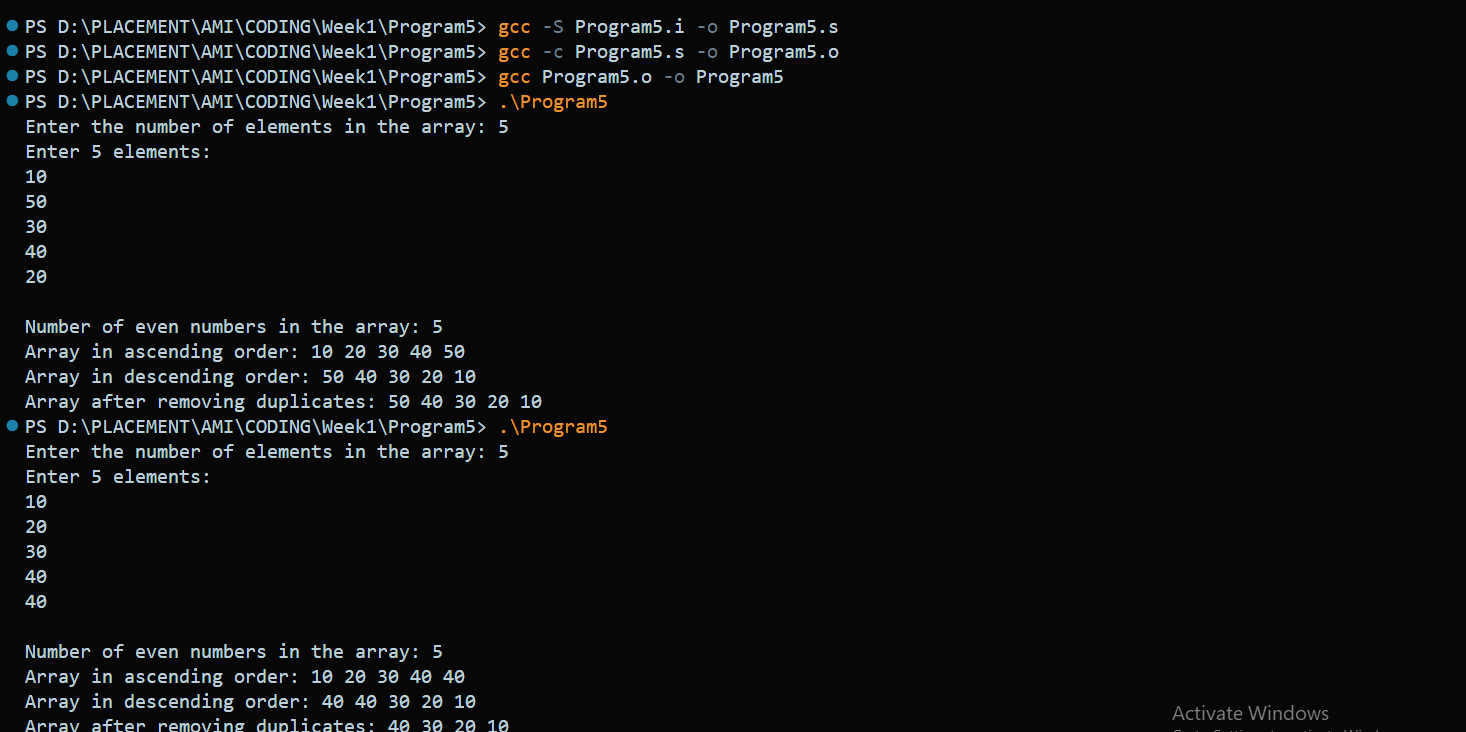 PS D:\PLACEMENT\AMI\CODING\Week1\Program5> gcc -S Program5.i -o Program5.s
PS D:\PLACEMENT\AMI\CODING\Week1\Program5> gcc -c Program5.s -o Program5.o
PS D:\PLACEMENT\AMI\CODING\Week1\Program5> gcc Program5.o -o Program5
PS D:\PLACEMENT\AMI\CODING\Week1\Program5> .\Program5
Enter the number of elements in the array: 5
Enter 5 elements:
10
50
30
40
20
Number of even numbers in the array: 5
Array in ascending order: 10 20 30 40 50
Array in descending order: 50 40 30 20 10
Array after removing duplicates: 50 40 30 20 10
PS D:\PLACEMENT\AMI\CODING\Week1\Program5> .\Program5
Enter the number of elements in the array: 5
Enter 5 elements:
10
20
30
40
40
Number of even numbers in the array: 5
Array in ascending order: 10 20 30 40 40
Array in descending order: 40 40 30 20 10
Array after removing duplicates: 40 30 20 10
Activate Windows